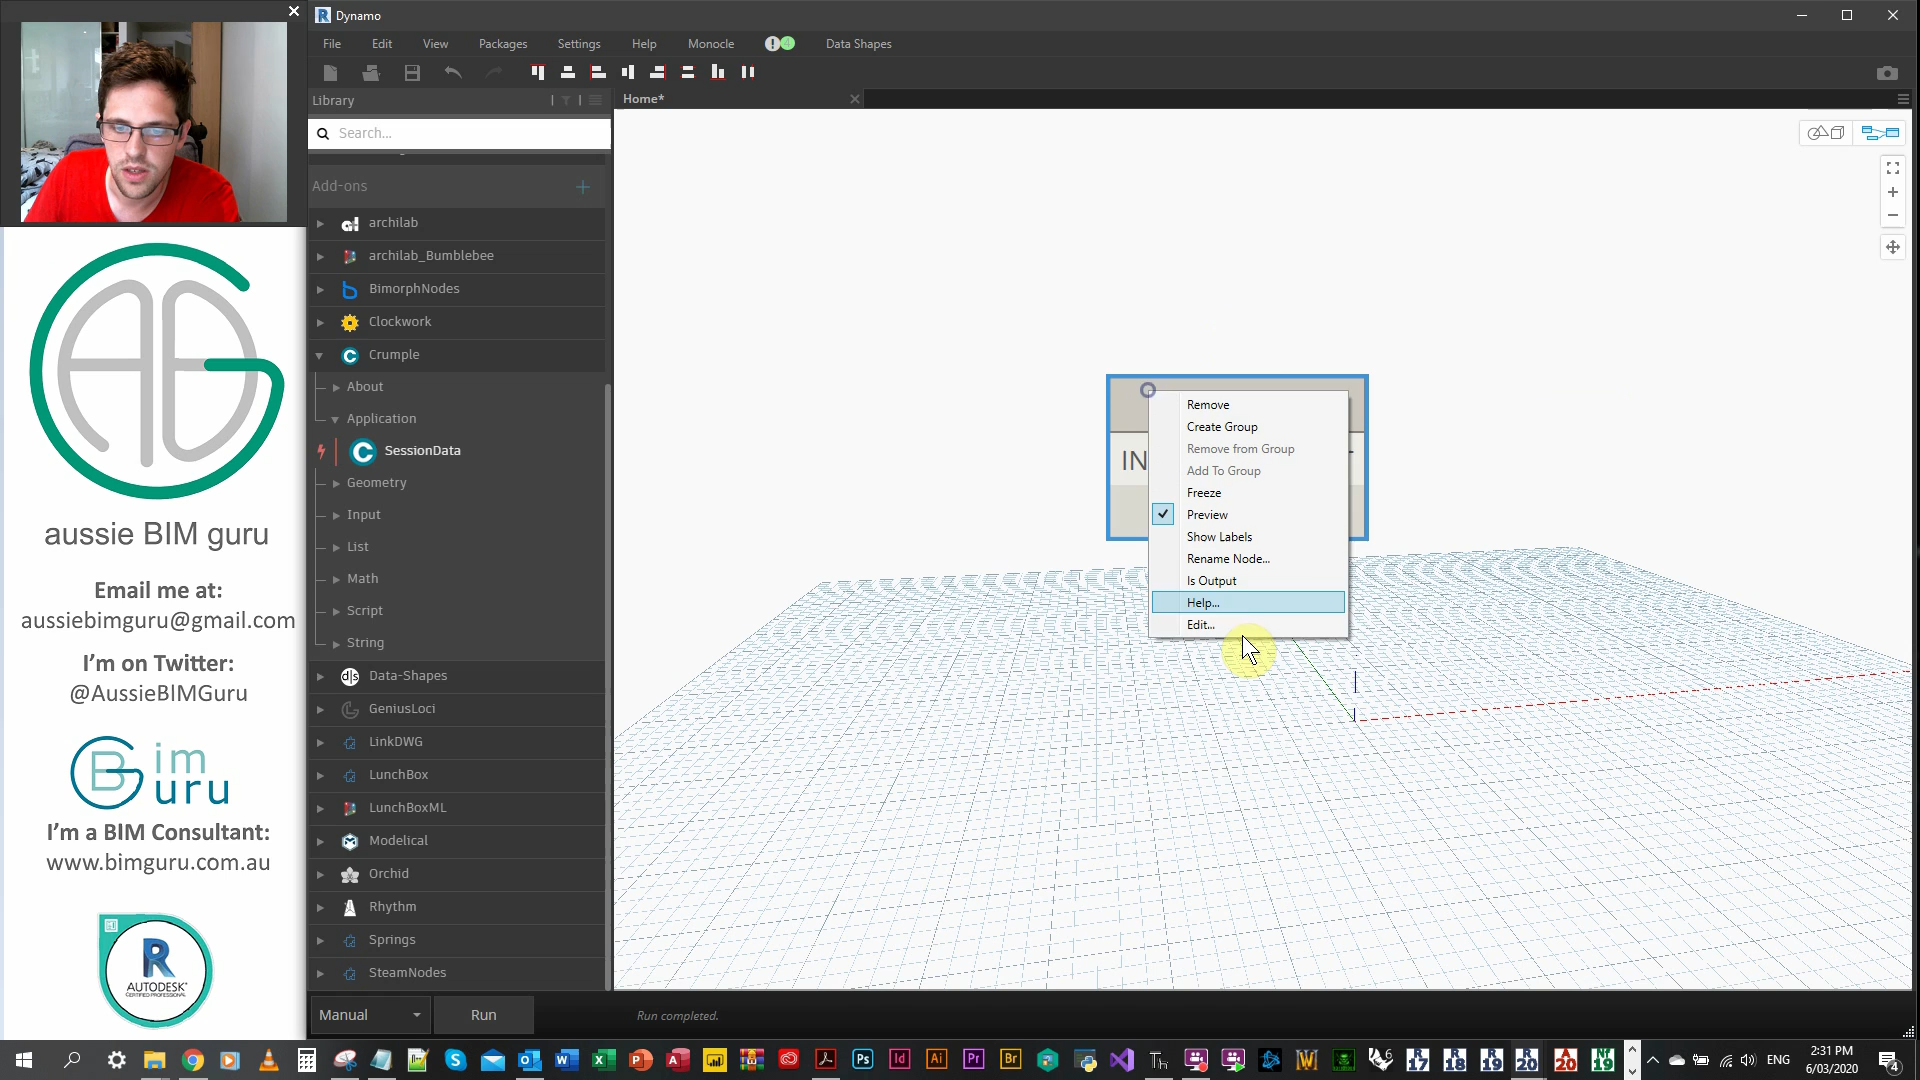 Dynamo
File Edit View Packages Settings Help Monocle Data Shapes
Library
Home*
Search...
Add-ons
archilab
archilab_Bumblebee
BimorphNodes
Clockwork
Crumple
About
Application
SessionData
Geometry
Input
List
Math
Script
String
Data-Shapes
GeniusLoci
LinkDWG
LunchBox
LunchBoxML
Modelical
Orchid
Rhythm
Springs
SteamNodes
IN
Remove
Create Group
Remove from Group
Add To Group
Freeze
Preview
Show Labels
Rename Node...
Is Output
Help...
Edit...
Manual
Run
Run completed.
aussie BIM guru
Email me at:
aussiebimguru@gmail.com
I'm on Twitter:
@AussieBIMGuru
BIM
Guru
I'm a BIM Consultant:
www.bimguru.com.au
R
AUTODESK
CERTIFIED PROFESSIONAL
ENG
2:31 PM
6/03/2020